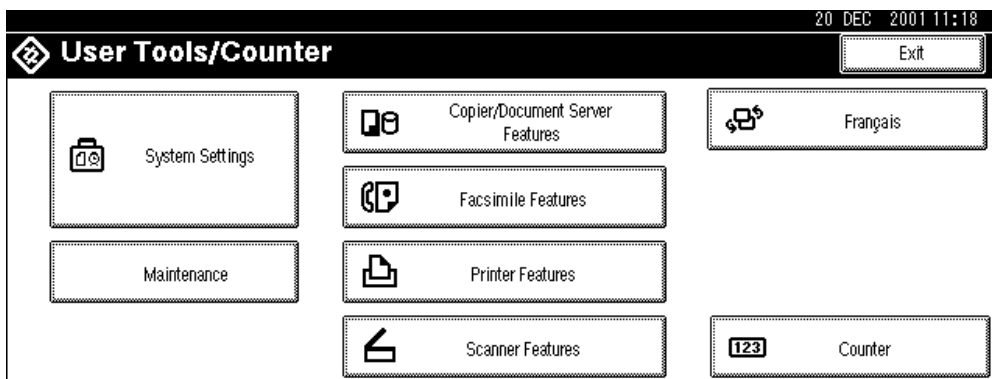 20 DEC 2001 11:18
User Tools/Counter
Exit
System Settings
Maintenance
Copier/Document Server
Features
Facsimile Features
Printer Features
Scanner Features
Français
123
Counter